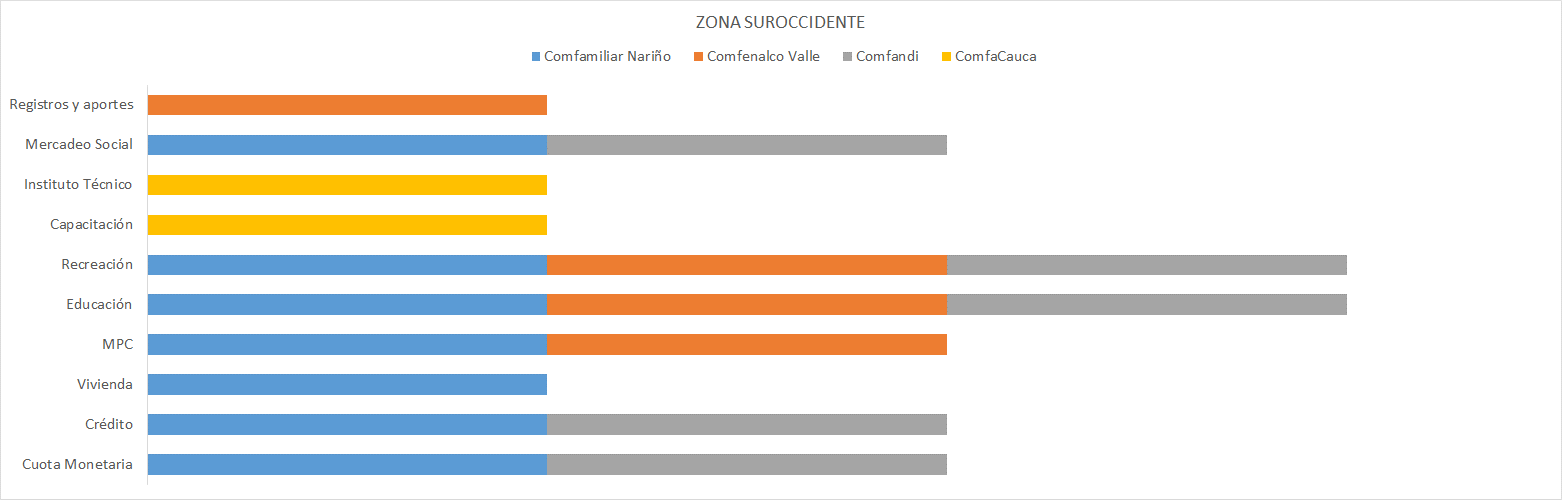 ZONA SUROCCIDENTE
Comfamiliar Nariño Comfenalco Valle Comfandi ComfaCauca
Registros y aportes
Mercadeo Social
Instituto Técnico
Capacitación
Recreación
Educación
MPC
Vivienda
Crédito
Cuota Monetaria